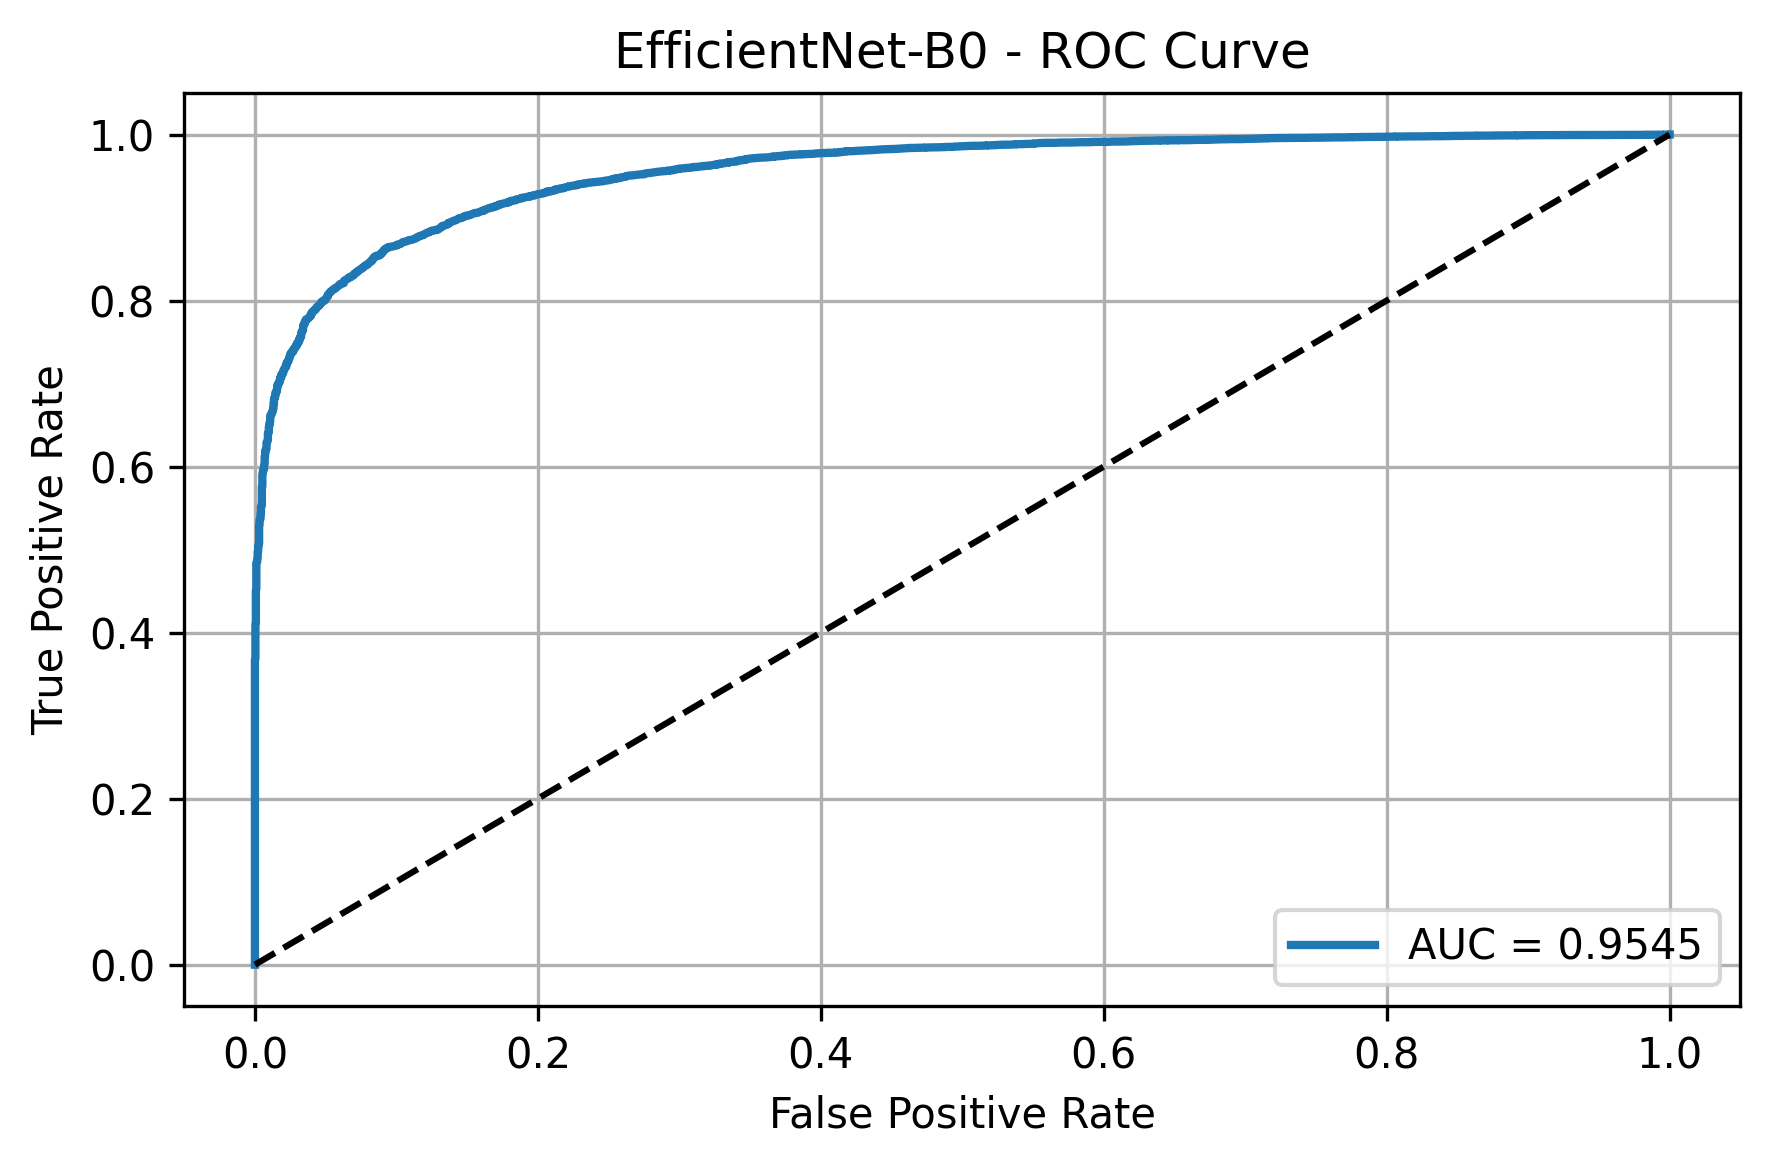 EfficientNet-B0 - ROC Curve
True Positive Rate
1.0
0.8
0.6
0.4
0.2
0.0
AUC = 0.9545
0.0 0.2 0.4 0.6 0.8 1.0
False Positive Rate